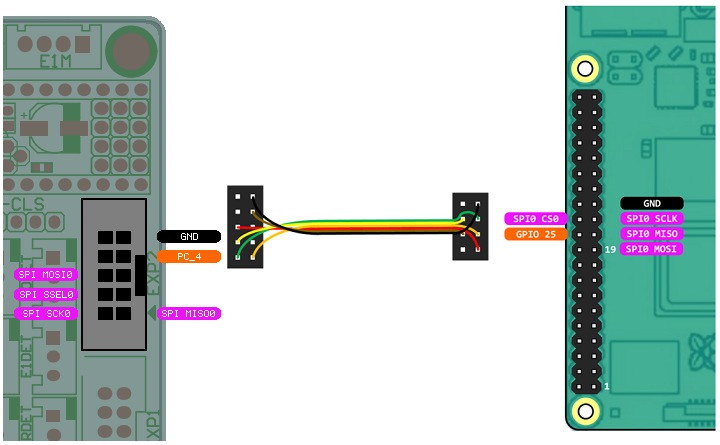 E1M
+
-CLS
EXP2
E1DET
RDET
XP1
GND
PC_4
SPI MOSI0
SPI SSEL0
SPI SCK0
SPI MISO0
SPI0 CS0
GPIO 25
GND
SPI0 SCLK
SPI0 MISO
19 SPI0 MOSI
1